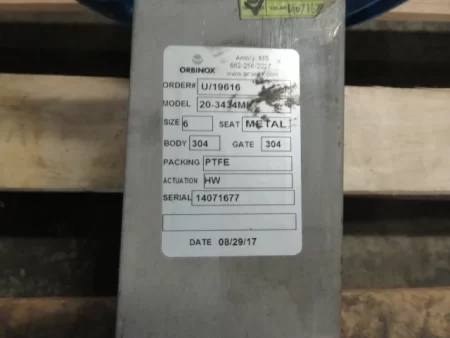 ORBINOX
ORDER# U/19616
MODEL 20-3434M
SIZE 6 SEAT METAL
BODY 304 GATE 304
PACKING PTFE
ACTUATION HW
SERIAL 14071677
DATE 08/29/17